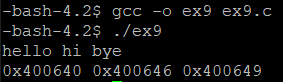 -bash-4.2$ gcc -o ex9 ex9.c
-bash-4.2$ ./ex9
hello hi bye
0x400640 0x400646 0x400649